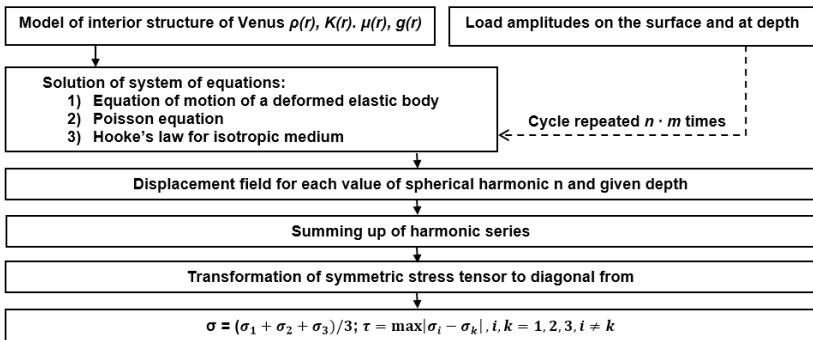 Model of interior structure of Venus ρ(r), K(r). μ(r), g(r)
Load amplitudes on the surface and at depth
Solution of system of equations:
1) Equation of motion of a deformed elastic body
2) Poisson equation
3) Hooke's law for isotropic medium
Cycle repeated n · m times
Displacement field for each value of spherical harmonic n and given depth
Summing up of harmonic series
Transformation of symmetric stress tensor to diagonal from
σ = (σ₁ + σ₂ + σ₃)/3; τ = max|σᵢ − σₖ|, i, k = 1, 2, 3, i ≠ k